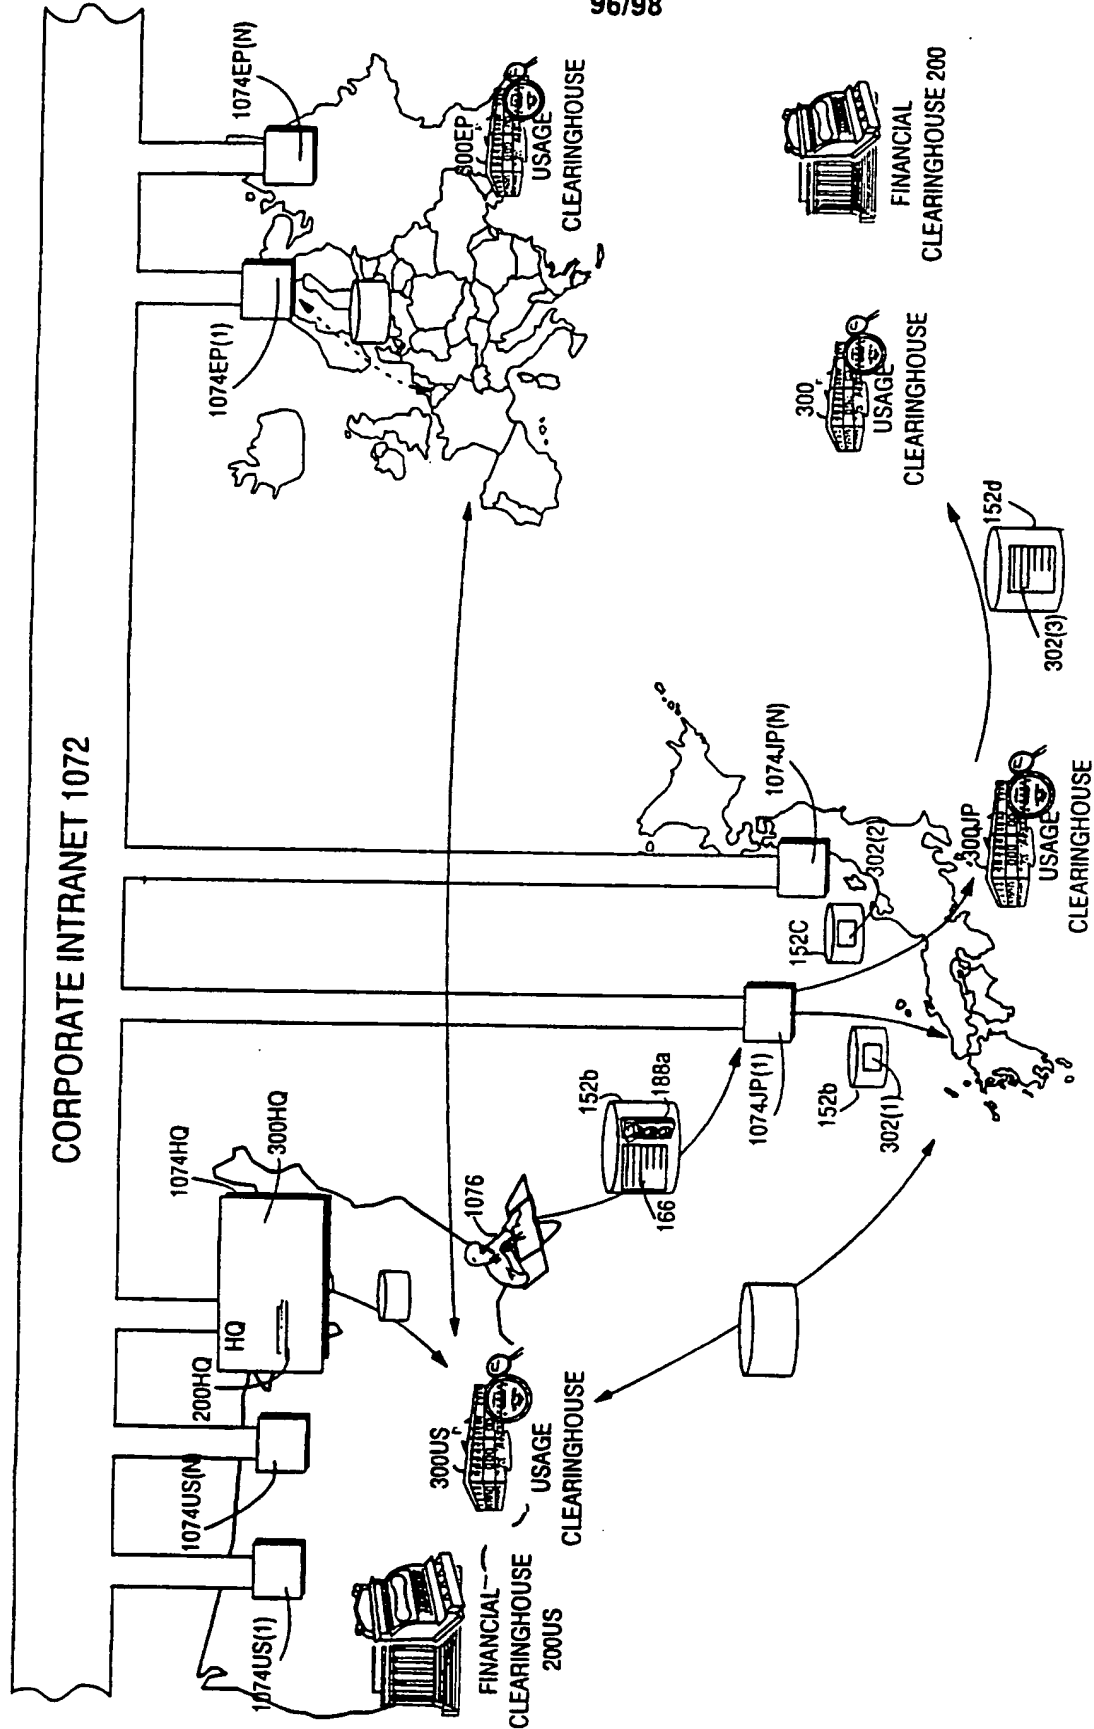 96/98
CORPORATE INTRANET 1072
1074US(1)
1074US(N)
200HQ
HQ
1074HQ
300HQ
1074EP(1)
1074EP(N)
FINANCIAL
CLEARINGHOUSE
200US
300US
USAGE
CLEARINGHOUSE
1076
152b
188a
166
1074JP(1)
152b
302(1)
152C
302(2)
1074JP(N)
300JP
USAGE
CLEARINGHOUSE
302(3)
152d
300EP
USAGE
CLEARINGHOUSE
300
USAGE
CLEARINGHOUSE
FINANCIAL
CLEARINGHOUSE 200